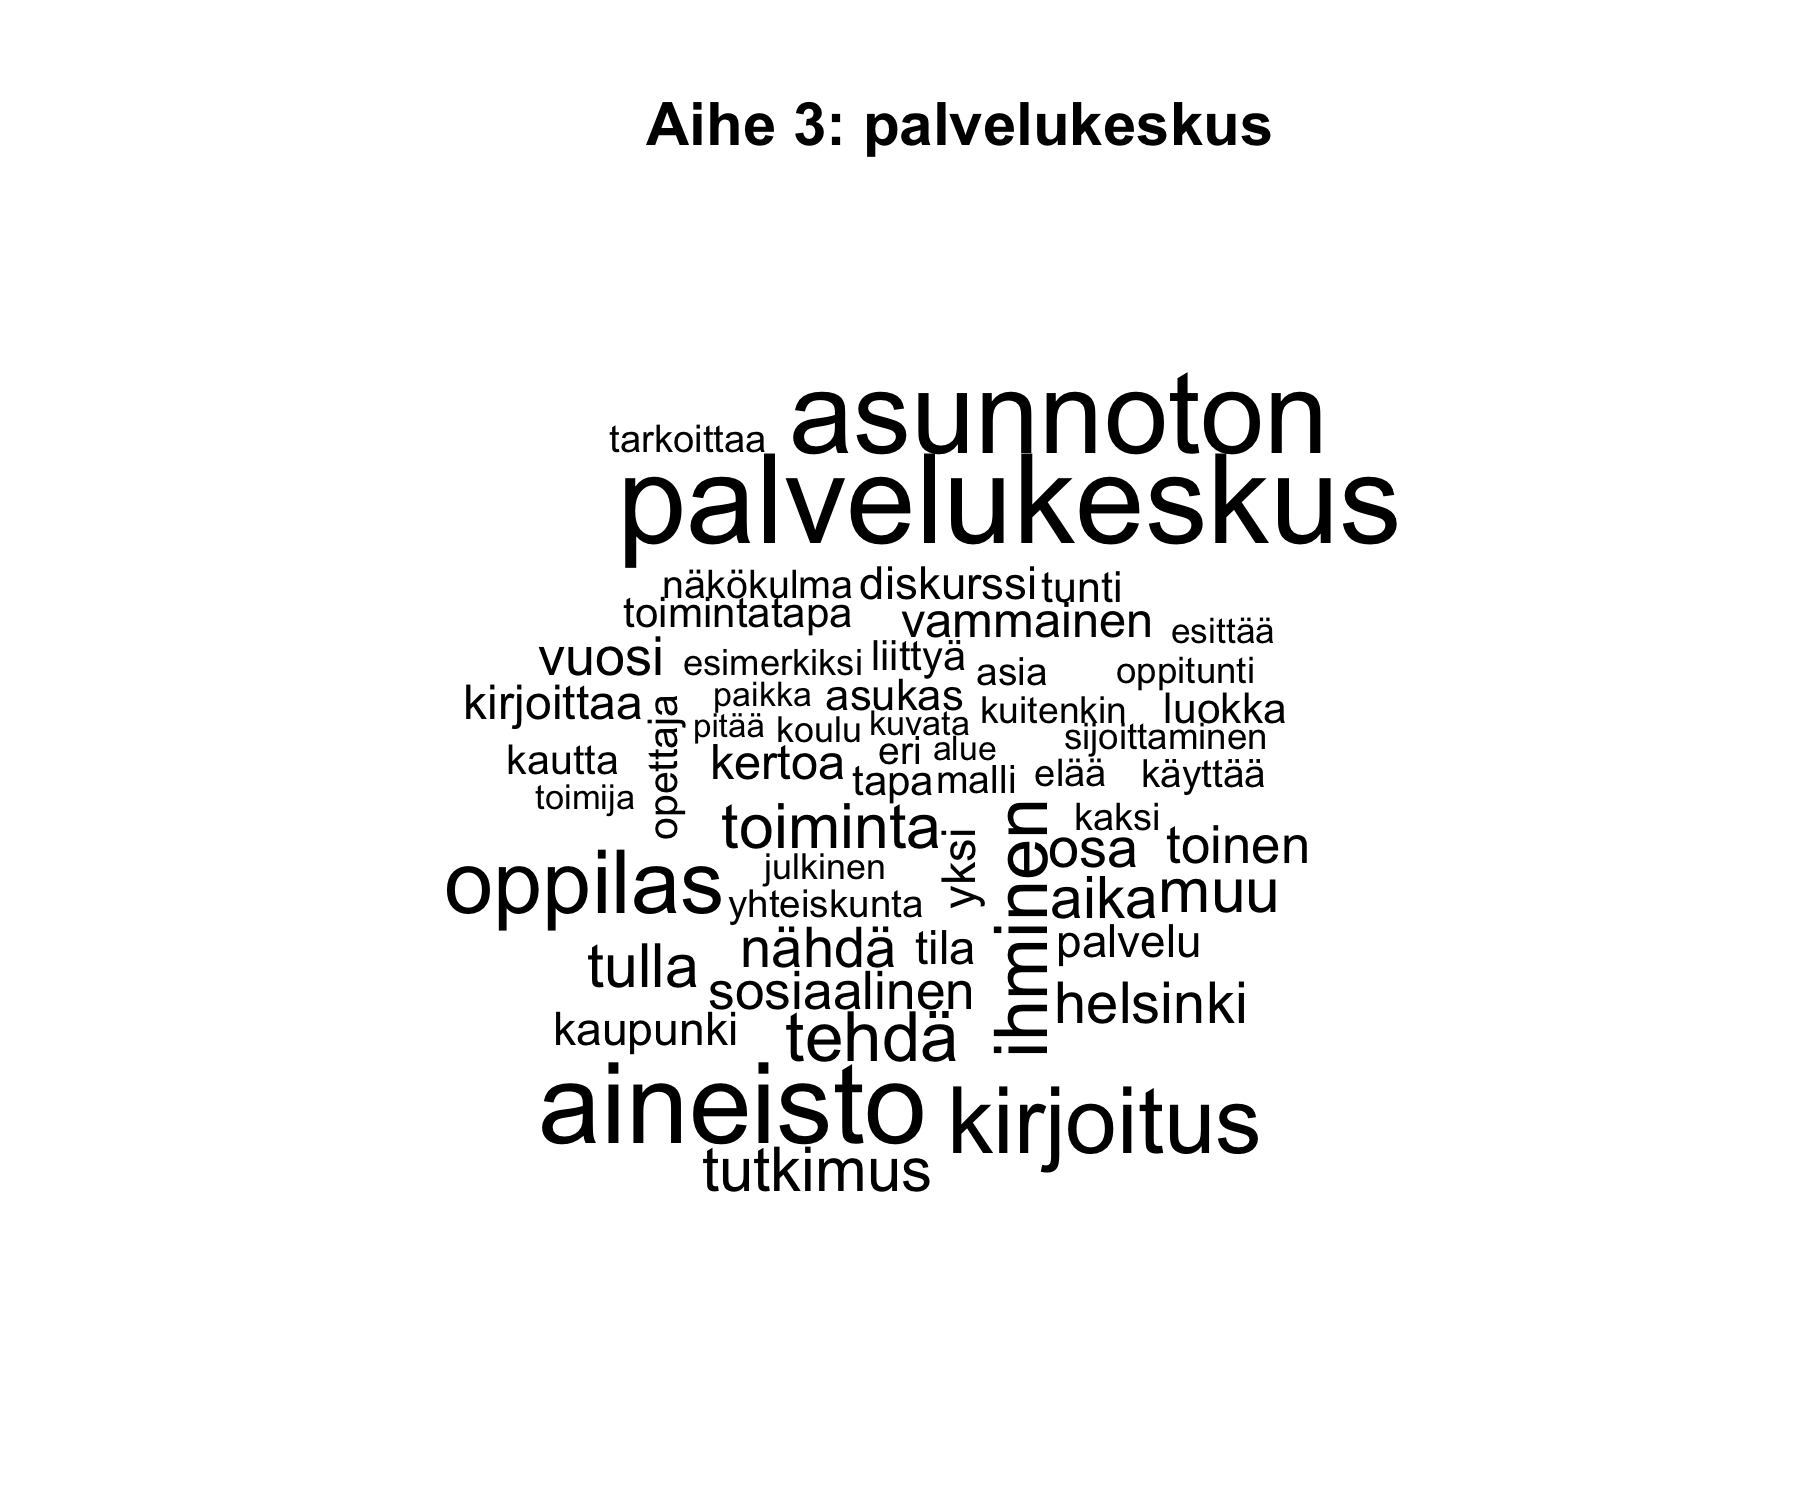 Aihe 3: palvelukeskus
tarkoittaa asunnoton
palvelukeskus
näkökulma diskurssi tunti
toimintatapa vammainen esittää
vuosi esimerkiksi liittyä asia oppitunti
kirjoittaa opettaja paikka asukas kuitenkin luokka
pitää koulu kuvata sijoittaminen
kautta kertoa eri alue
toimija tapa malli elää käyttää
toiminta yksi ihminen kaksi
osa toinen
oppilas julkinen
yhteiskunta aika muu
tulla nähdä tila palvelu
sosiaalinen helsinki
kaupunki tehdä
aineisto kirjoitus
tutkimus